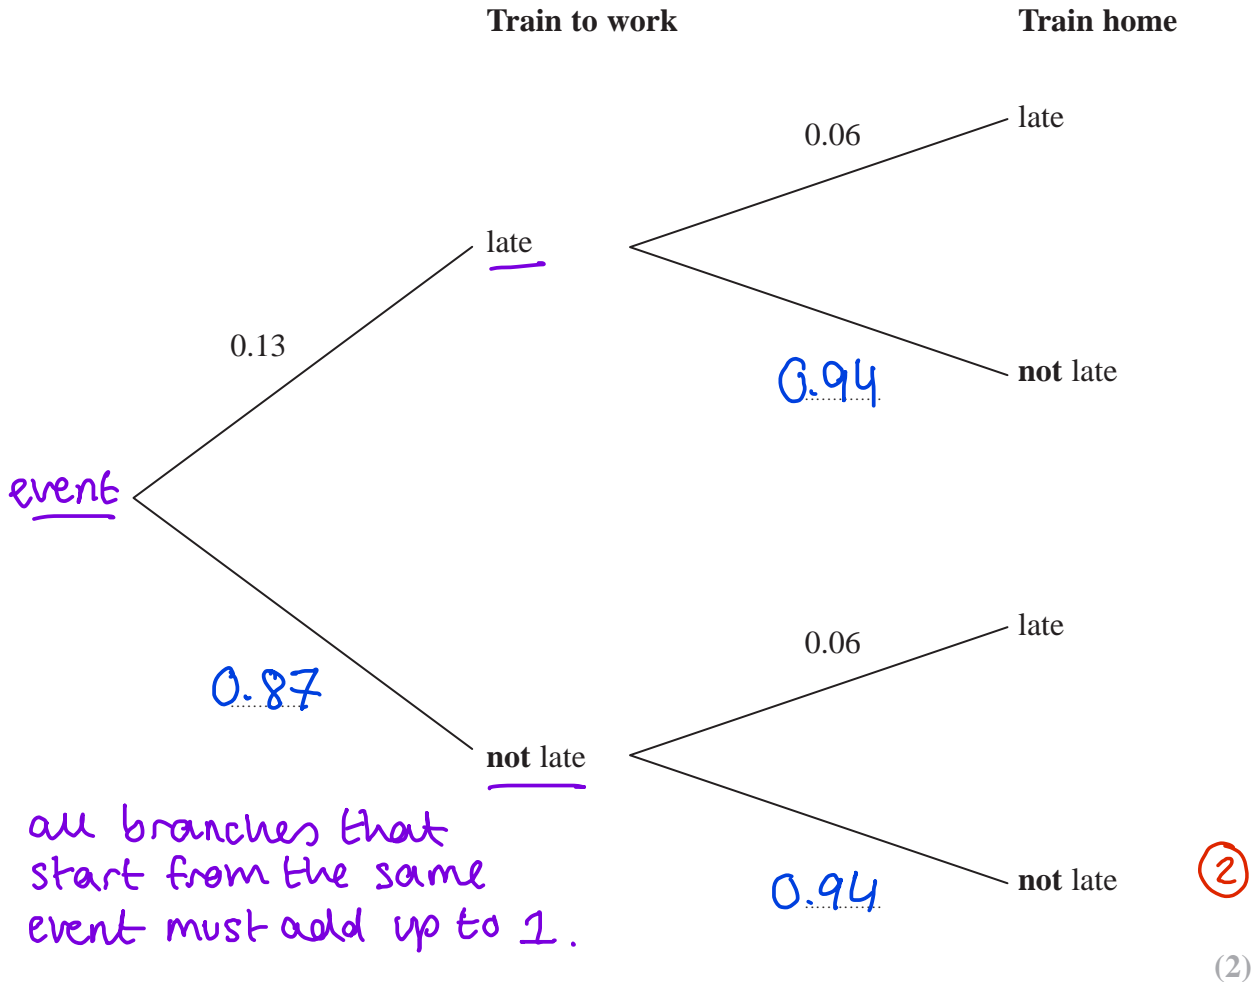 Train to work Train home
late
0.06
late
0.13
0.94
not late
event
late
0.06
0.87
not late
all branches that
start from the same
event must add up to 1.
0.94
not late
2
(2)